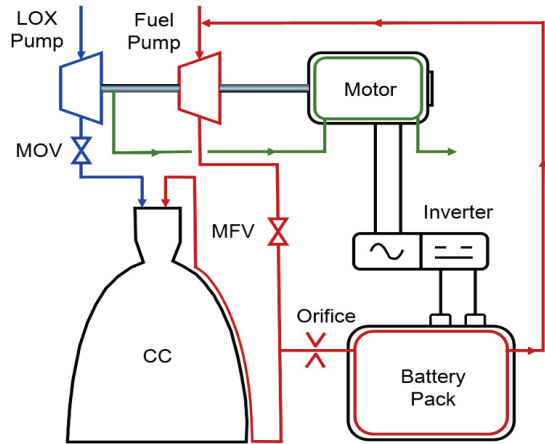 LOX
Pump
Fuel
Pump
Motor
MOV
MFV
Inverter
Orifice
CC
Battery
Pack